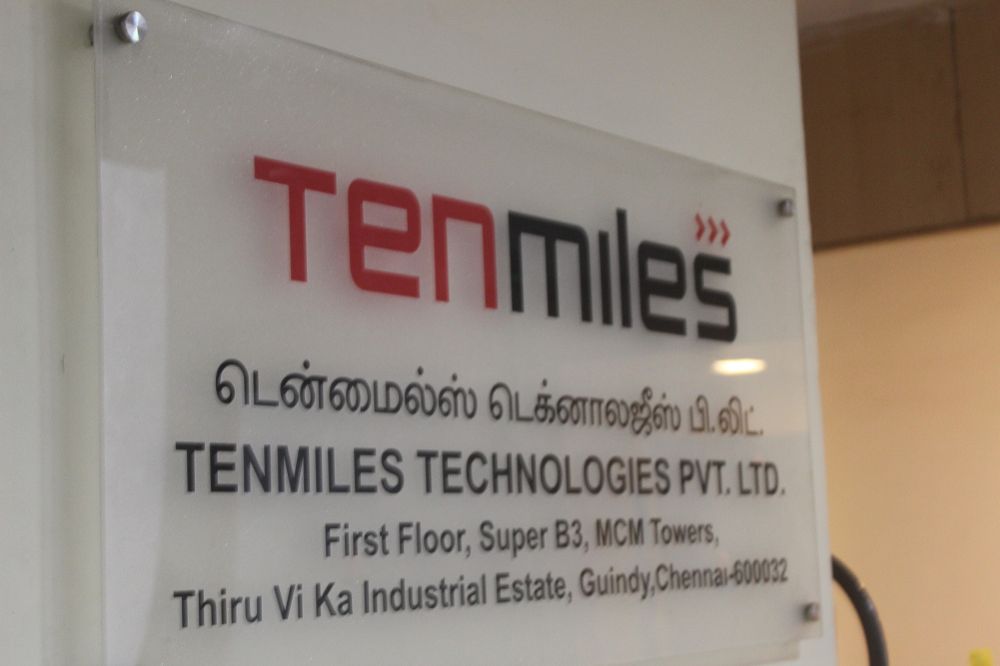 Tenmiles
டென்மைல்ஸ் டெக்னாலஜீஸ் பி.லிட்.
TENMILES TECHNOLOGIES PVT. LTD.
First Floor, Super B3, MCM Towers,
Thiru Vi Ka Industrial Estate, Guindy,Chennai-600032